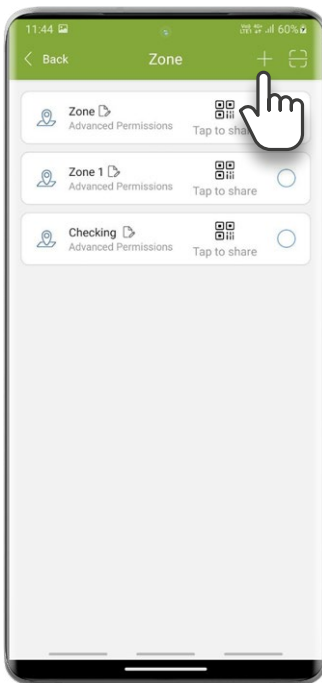 11:44 60%
Back Zone +
Zone
Advanced Permissions
Tap to shar
Zone 1
Advanced Permissions
Tap to share
Checking
Advanced Permissions
Tap to share